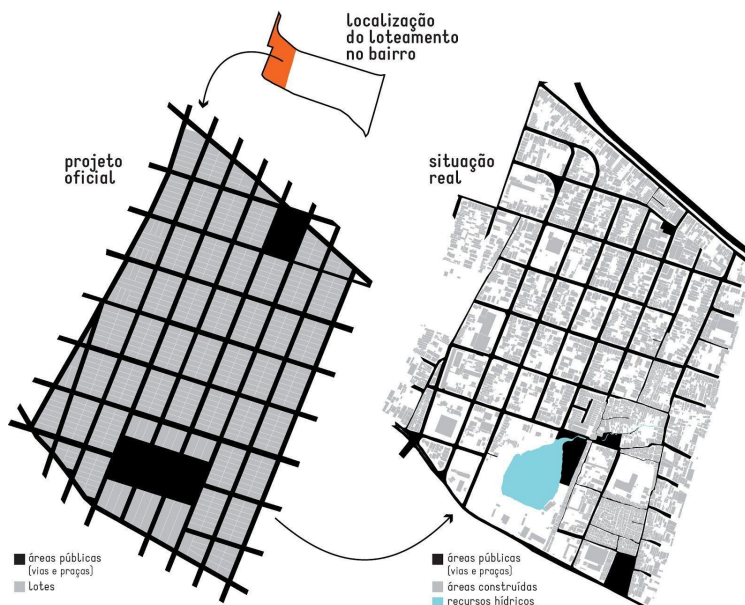 localização
do loteamento
no bairro
projeto
oficial
situação
real
áreas públicas
(vias e praças)
lotes
áreas públicas
(vias e praças)
áreas construídas
recursos hídricos